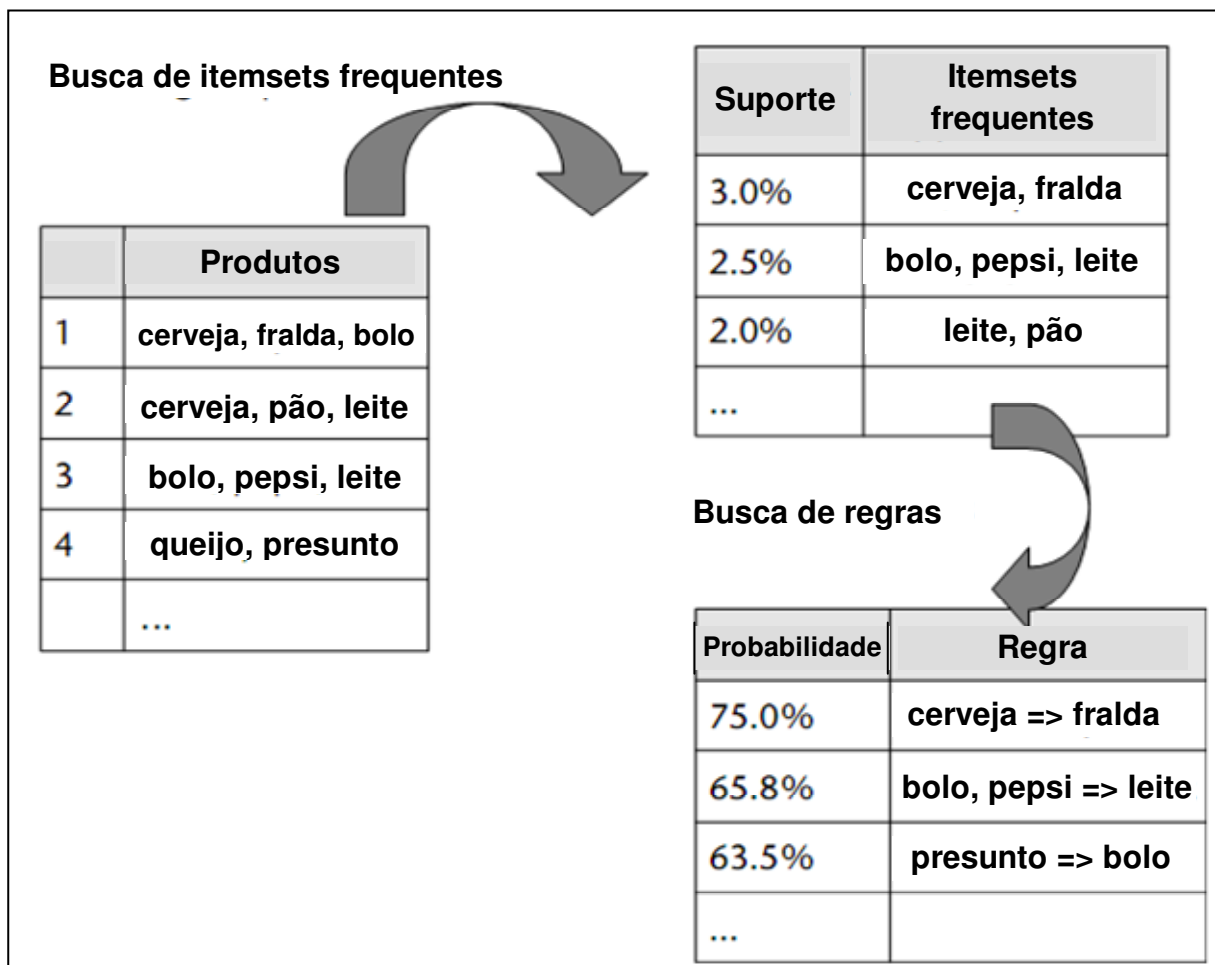 Busca de itemsets frequentes
Produtos
1 cerveja, fralda, bolo
2 cerveja, pão, leite
3 bolo, pepsi, leite
4 queijo, presunto
...
Suporte Itemsets
frequentes
3.0% cerveja, fralda
2.5% bolo, pepsi, leite
2.0% leite, pão
...
Busca de regras
Probabilidade Regra
75.0% cerveja => fralda
65.8% bolo, pepsi => leite
63.5% presunto => bolo
...